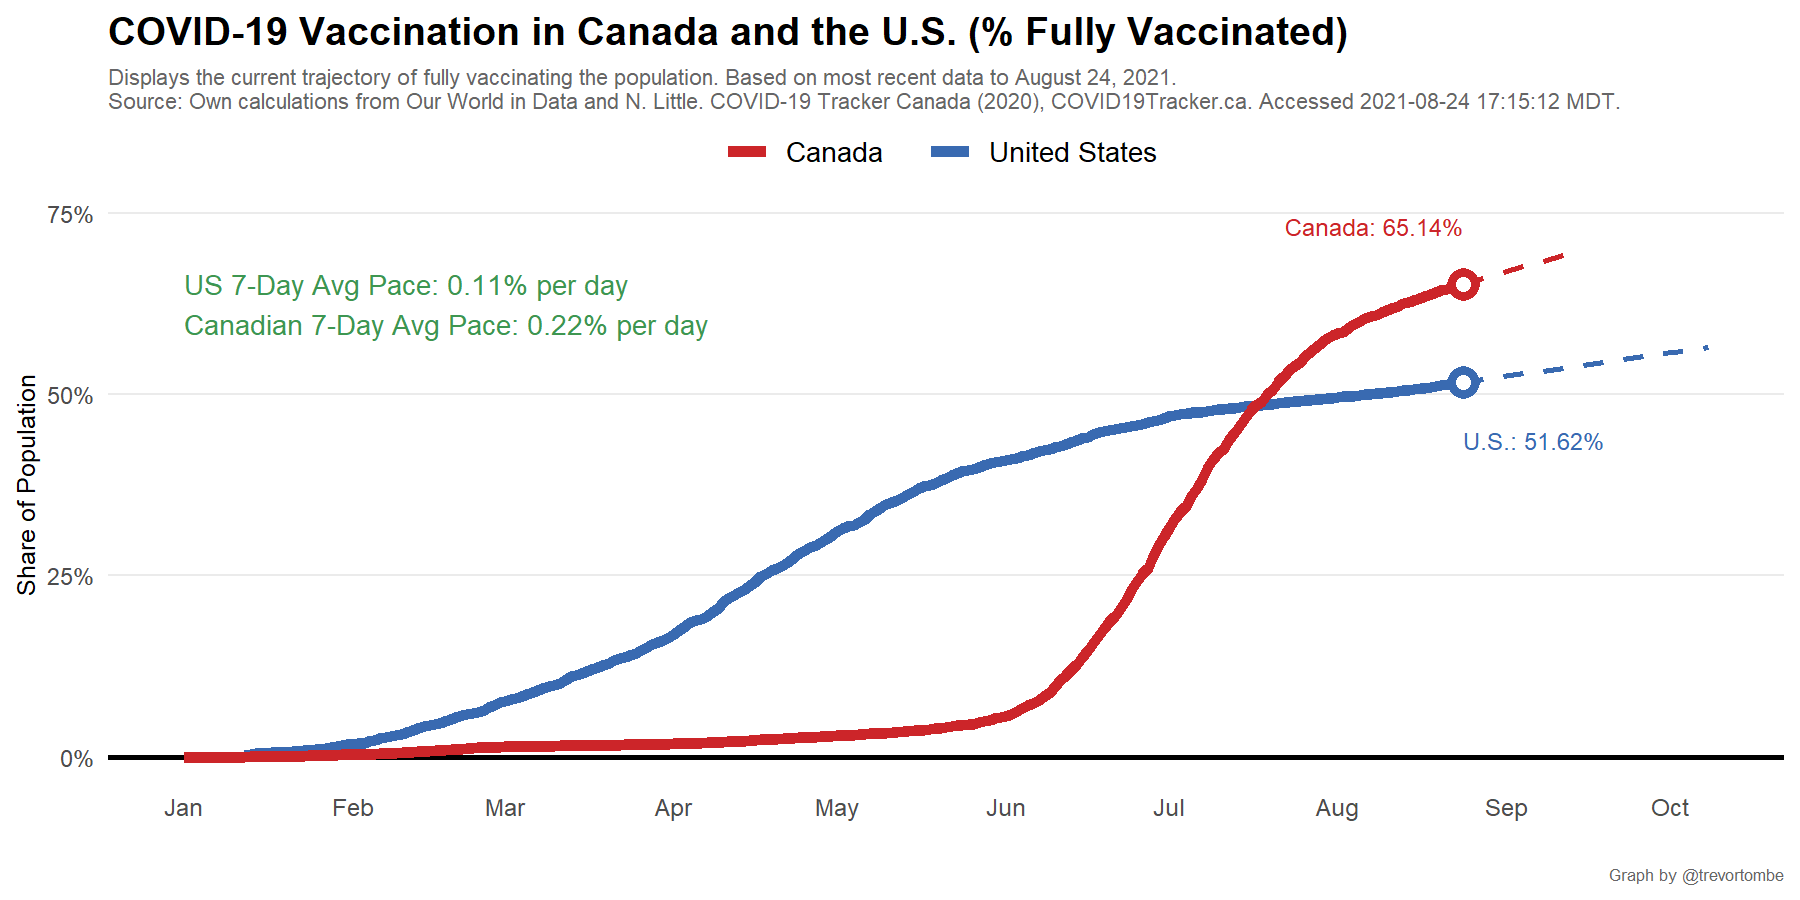 COVID-19 Vaccination in Canada and the U.S. (% Fully Vaccinated)
Displays the current trajectory of fully vaccinating the population. Based on most recent data to August 24, 2021.
Source: Own calculations from Our World in Data and N. Little. COVID-19 Tracker Canada (2020), COVID19Tracker.ca. Accessed 2021-08-24 17:15:12 MDT.
Canada
United States
75%
Canada: 65.14%
US 7-Day Avg Pace: 0.11% per day
Canadian 7-Day Avg Pace: 0.22% per day
50%
U.S.: 51.62%
Share of Population
25%
0%
Jan
Feb
Mar
Apr
May
Jun
Jul
Aug
Sep
Oct
Graph by @trevortombe